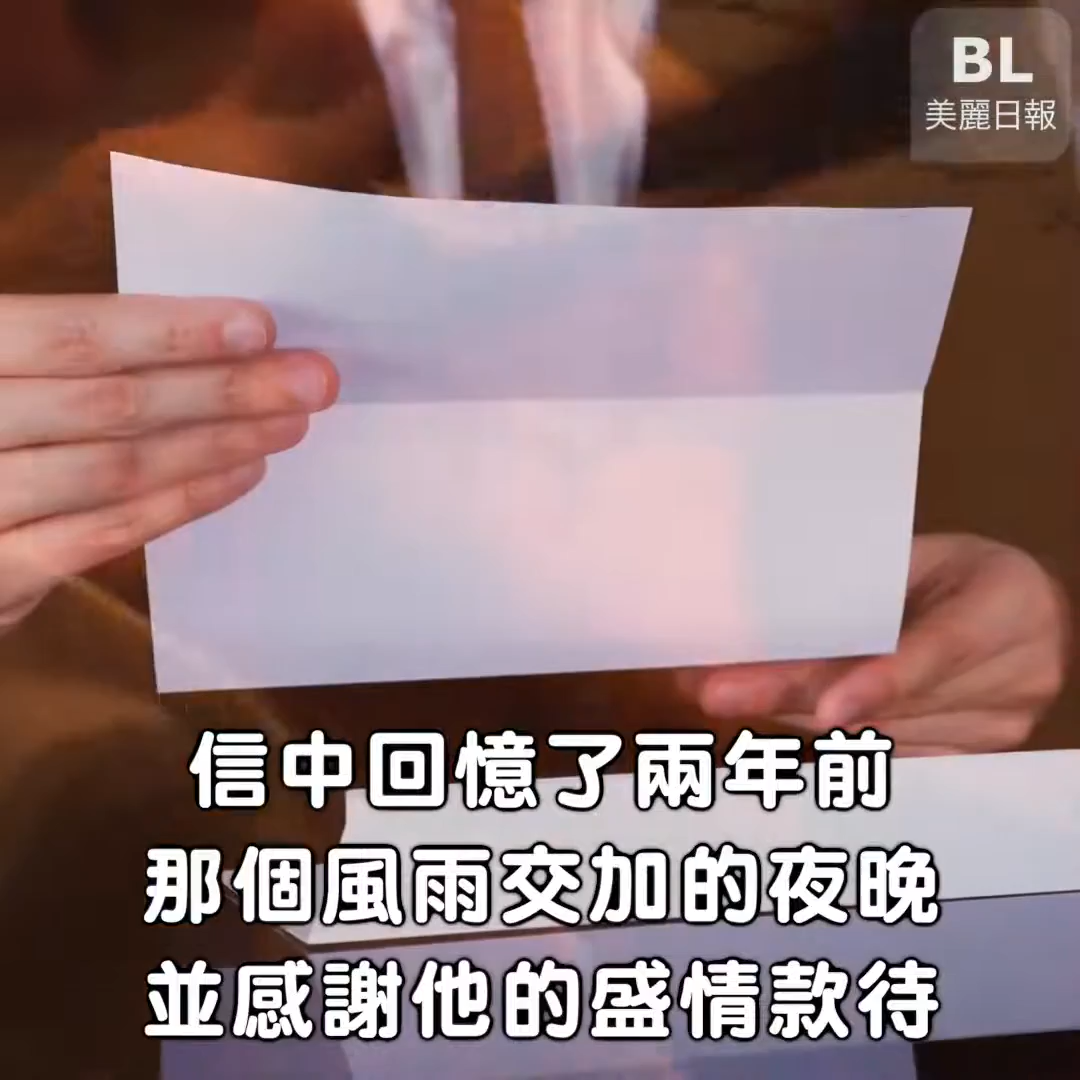 BL
美麗日報
信中回憶了兩年前
那個風雨交加的夜晚
並感謝他的盛情款待